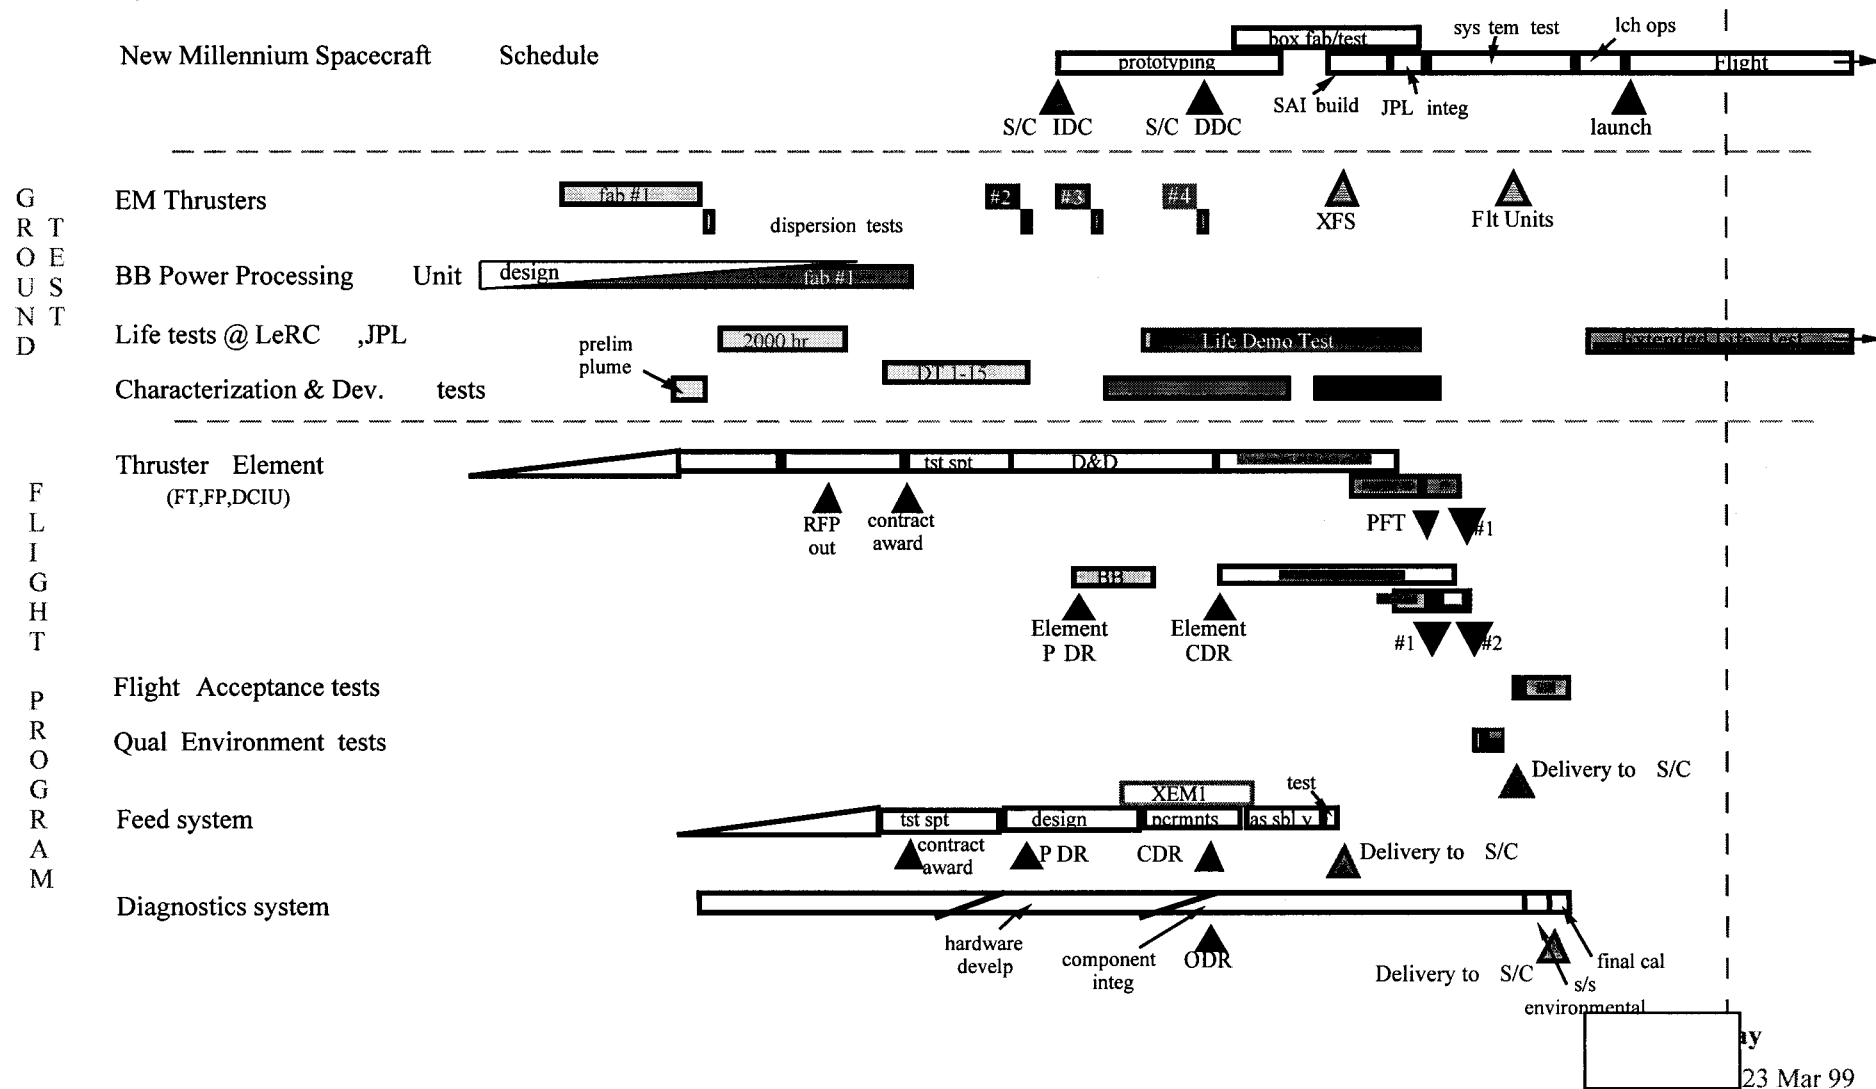 box fab/test
sys tem test
lch ops
New Millennium Spacecraft Schedule
prototyping
Flight
SAI build
JPL integ
S/C IDC
S/C DDC
launch
GROUND
TEST
EM Thrusters
fab #1
#2
#3
#4
dispersion tests
XFS
Flt Units
BB Power Processing Unit
design
fab #1
Life tests @ LeRC ,JPL
2000 hr
Life Demo Test
prelim
plume
DT 1-15
Characterization & Dev. tests
FLIGHT PROGRAM
Thruster Element
(FT,FP,DCIU)
tst spt
D&D
RFP
out
contract
award
PFT
#1
BB
Element
P DR
Element
CDR
#1
#2
Flight Acceptance tests
Qual Environment tests
Delivery to S/C
XEM1
test
Feed system
tst spt
design
pcrmnts
as sbl y
contract
award
P DR
CDR
Delivery to S/C
Diagnostics system
hardware
develp
component
integ
ODR
Delivery to S/C
final cal
s/s
environmental
23 Mar 99